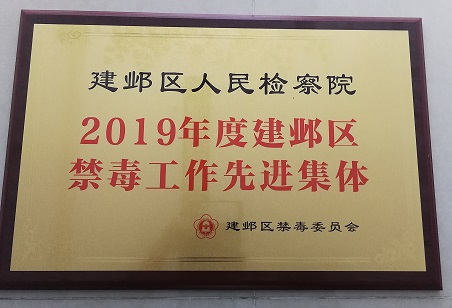 建邺区人民检察院
2019年度建邺区
禁毒工作先进集体
建邺区禁毒委员会